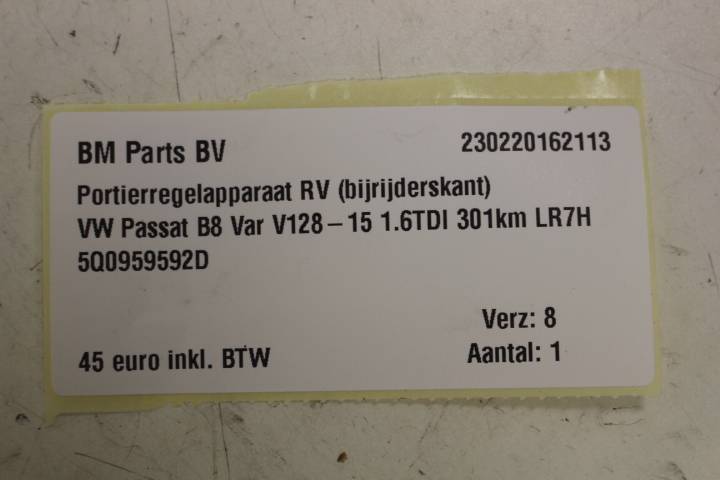 BM Parts BV 230220162113
Portierregelapparaat RV (bijrijderskant)
VW Passat B8 Var V128-15 1.6TDI 301km LR7H
5Q0959592D
Verz: 8
45 euro inkl. BTW Aantal: 1